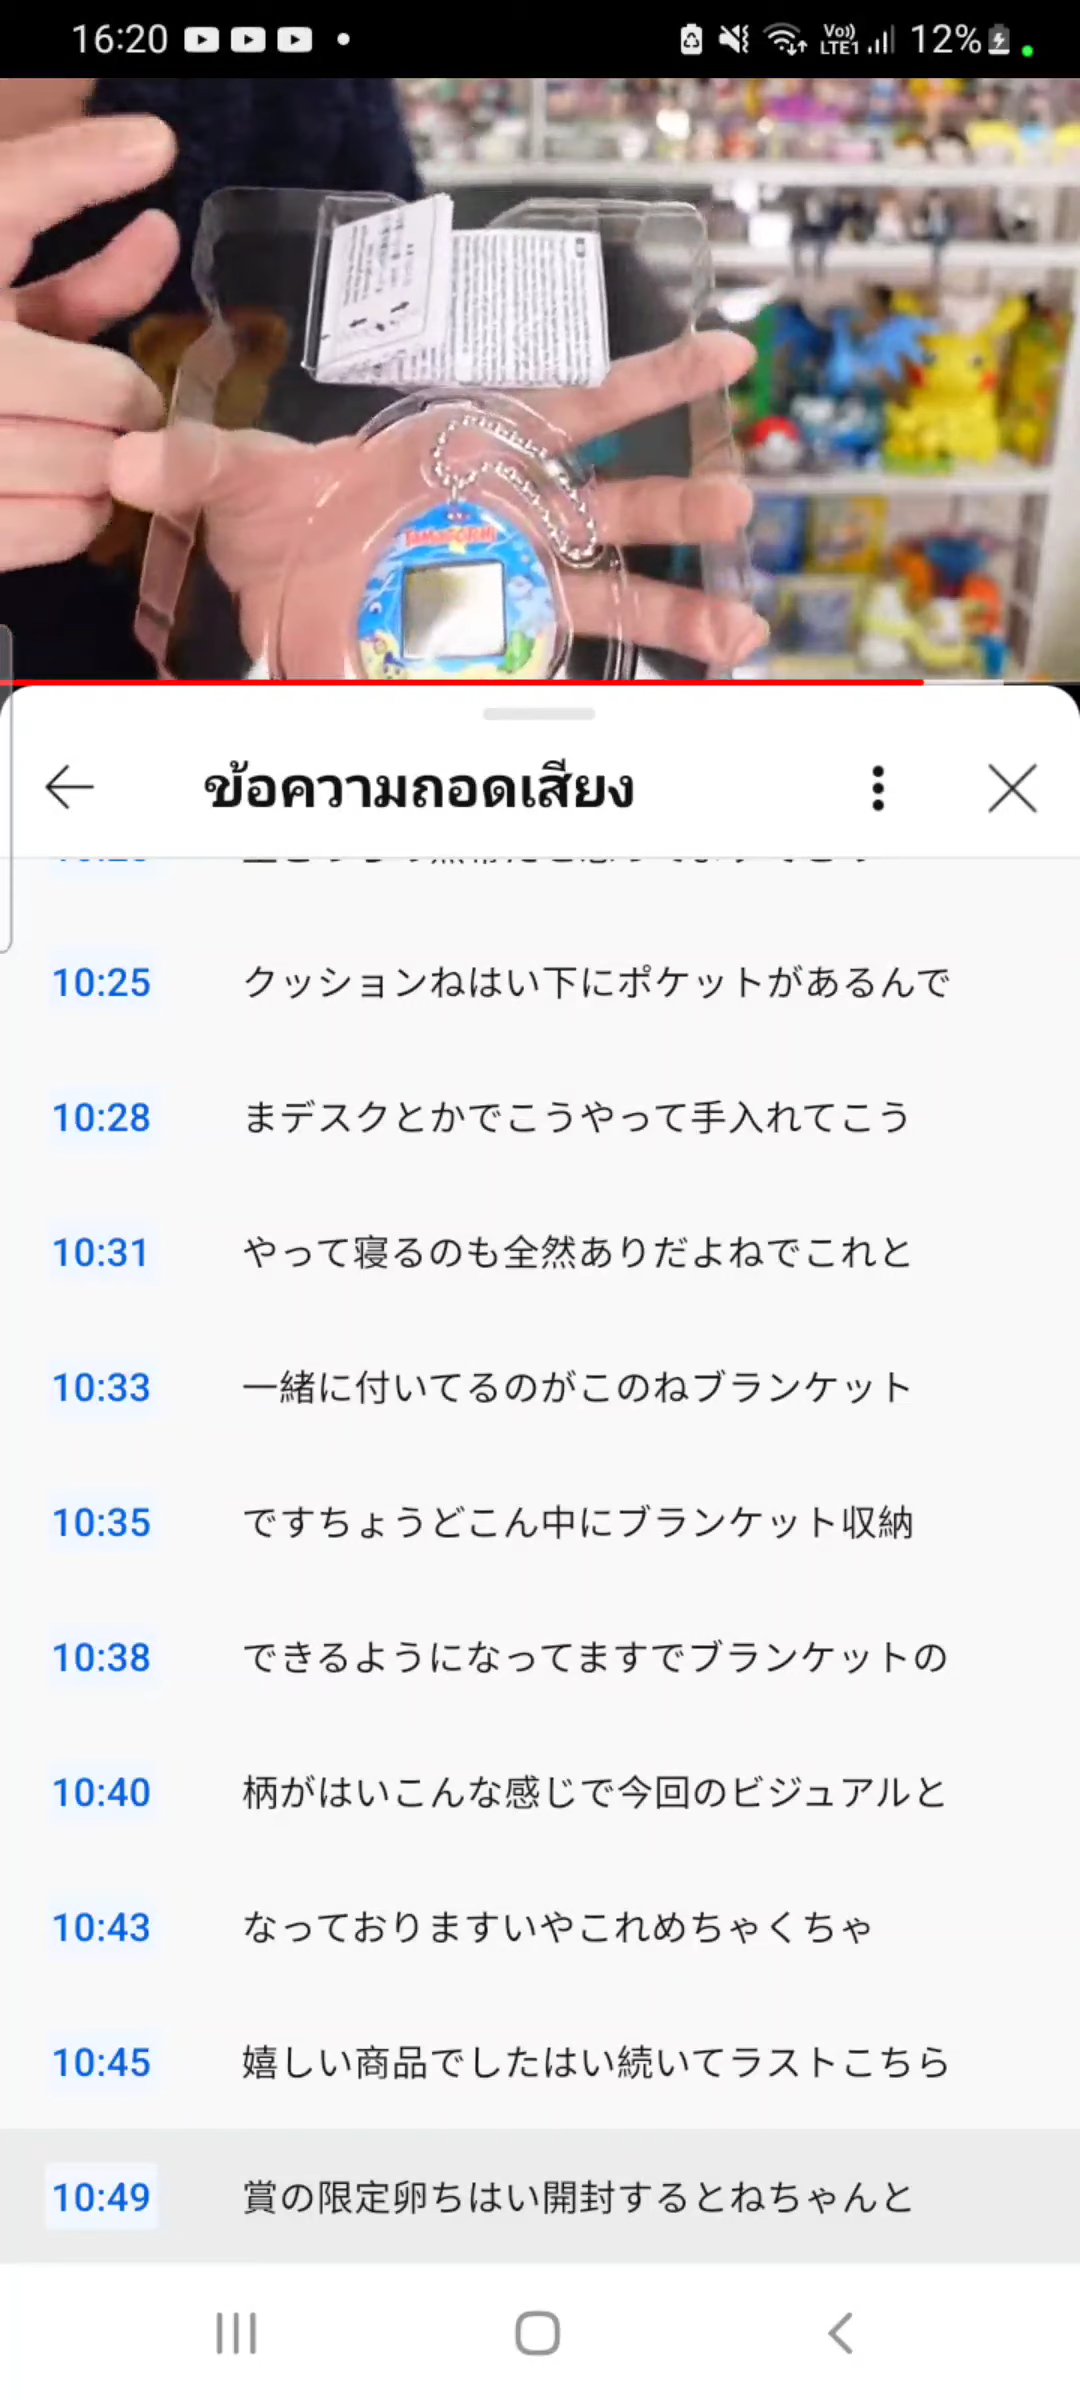 16:20
Vo)) LTE1 12%
TAMAGOTCHI
ข้อความถอดเสียง
10:25 クッションねはい下にポケットがあるんで
10:28 まデスクとかでこうやって手入れてこう
10:31 やって寝るのも全然ありだよねでこれと
10:33 一緒に付いてるのがこのねブランケット
10:35 ですちょうどこん中にブランケット収納
10:38 できるようになってますでブランケットの
10:40 柄がはいこんな感じで今回のビジュアルと
10:43 なっておりますいやこれめちゃくちゃ
10:45 嬉しい商品でしたはい続いてラストこちら
10:49 賞の限定卵ちはい開封するとねちゃんと